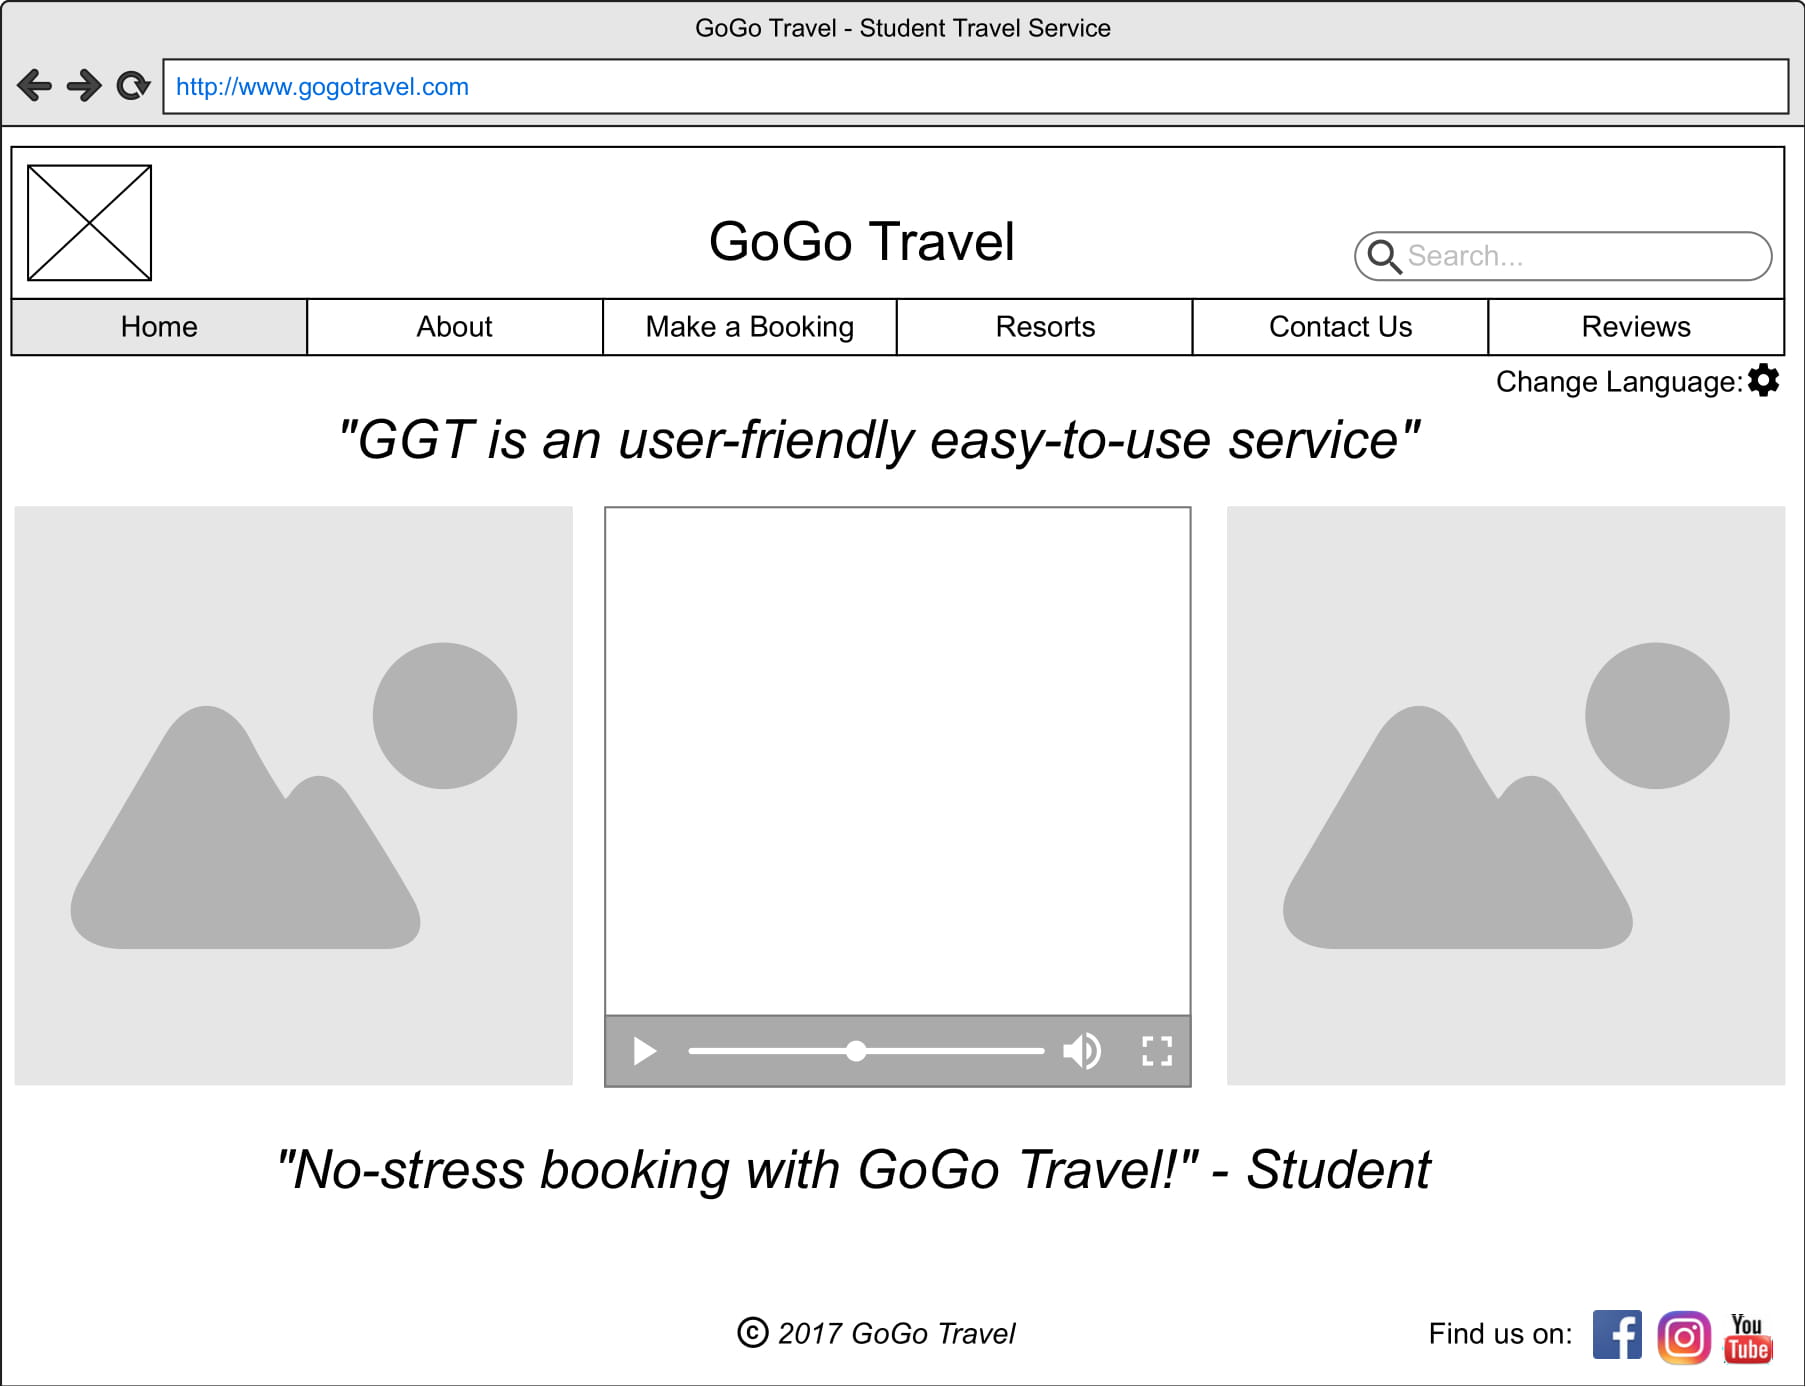 GoGo Travel - Student Travel Service
http://www.gogotravel.com
GoGo Travel
Search...
Home
About
Make a Booking
Resorts
Contact Us
Reviews
Change Language:
"GGT is an user-friendly easy-to-use service"
"No-stress booking with GoGo Travel!" - Student
© 2017 GoGo Travel
Find us on:
You
Tube